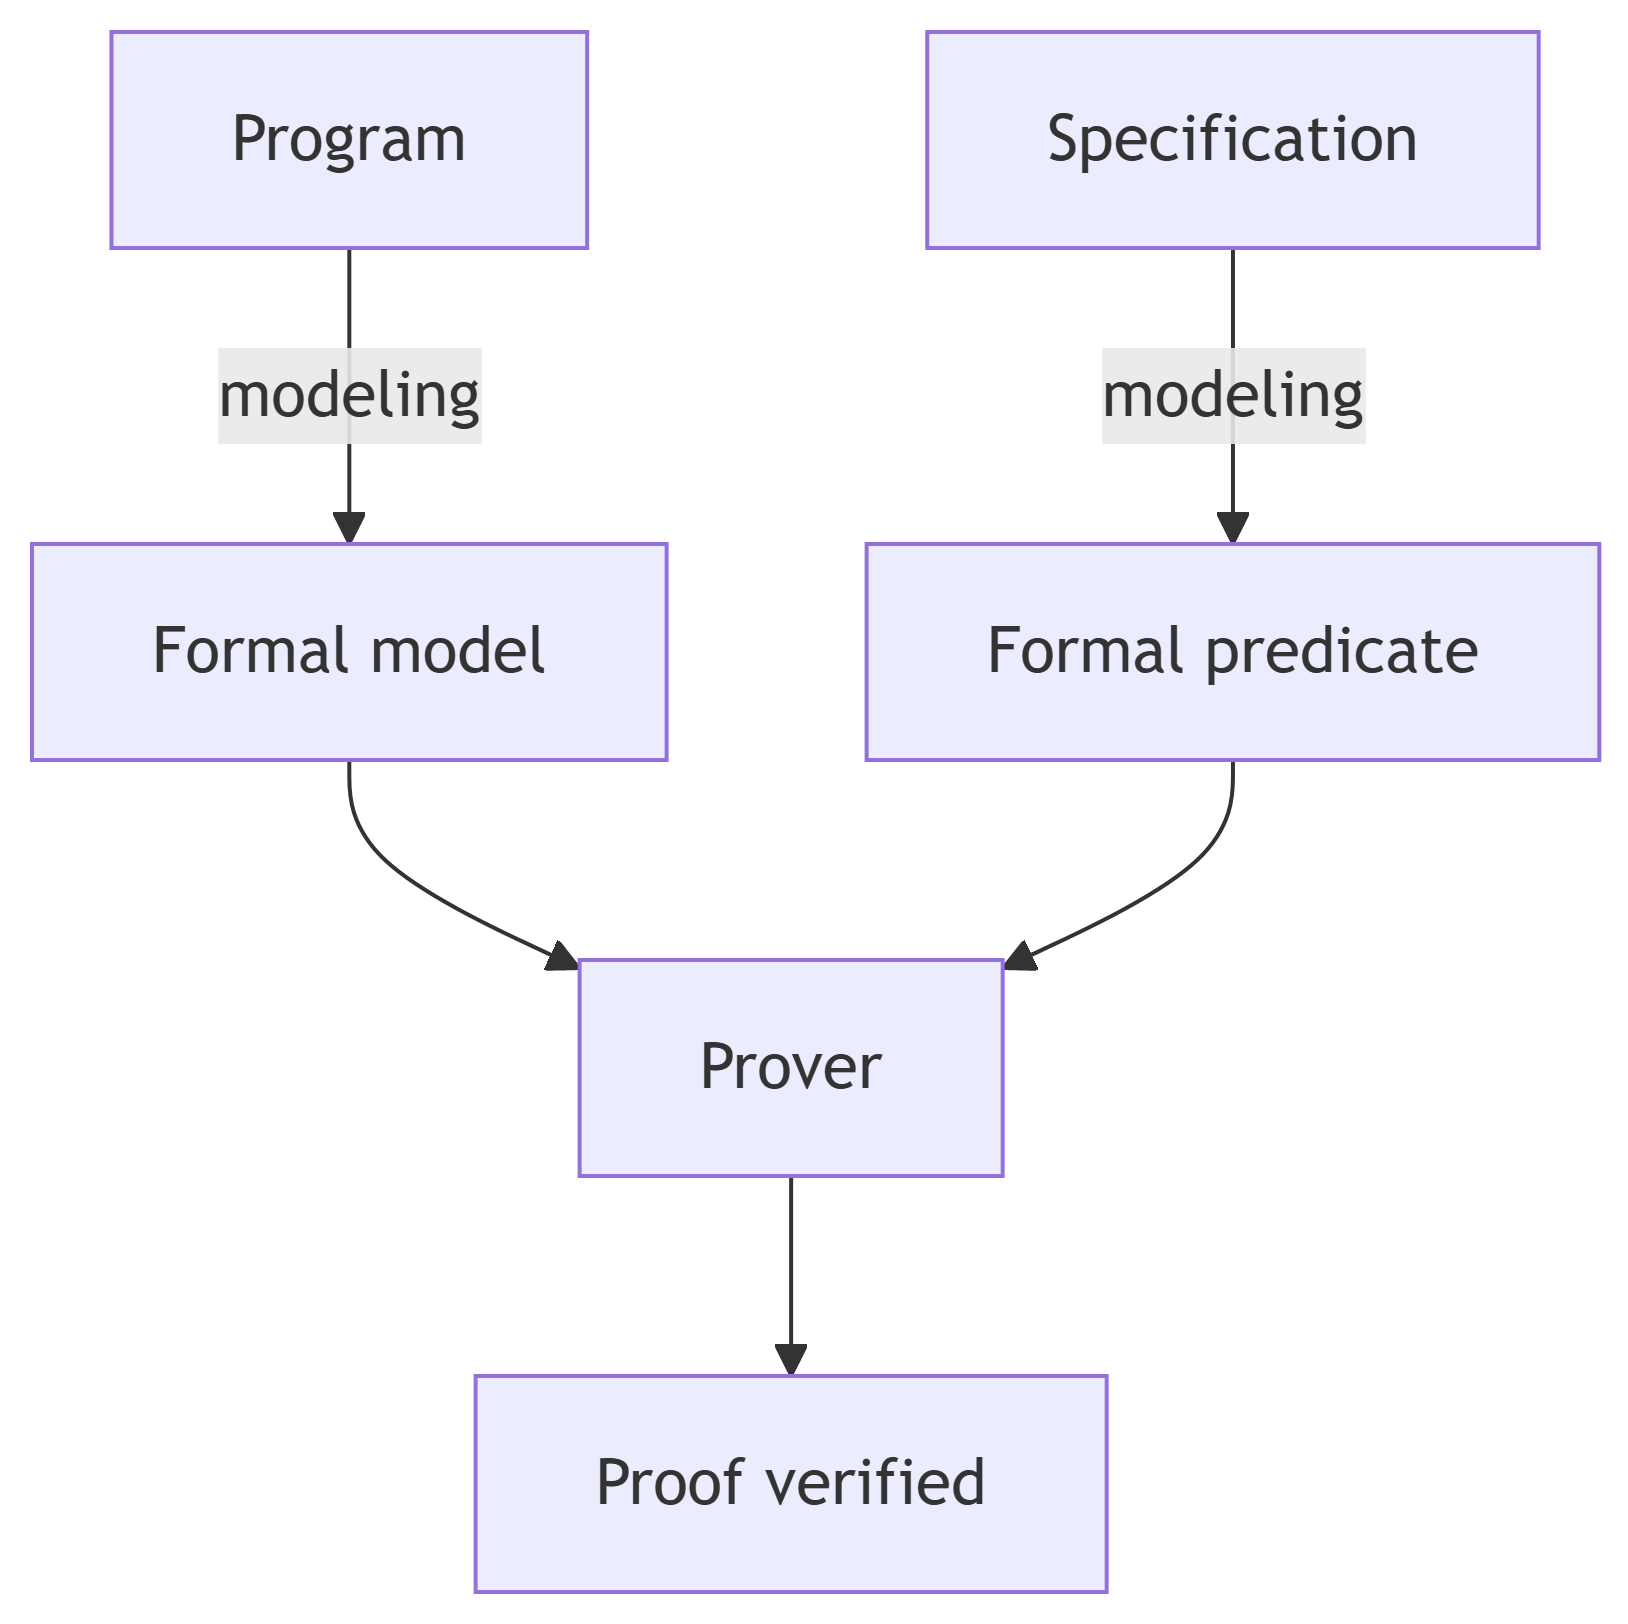 Program
Specification
modeling
modeling
Formal model
Formal predicate
Prover
Proof verified